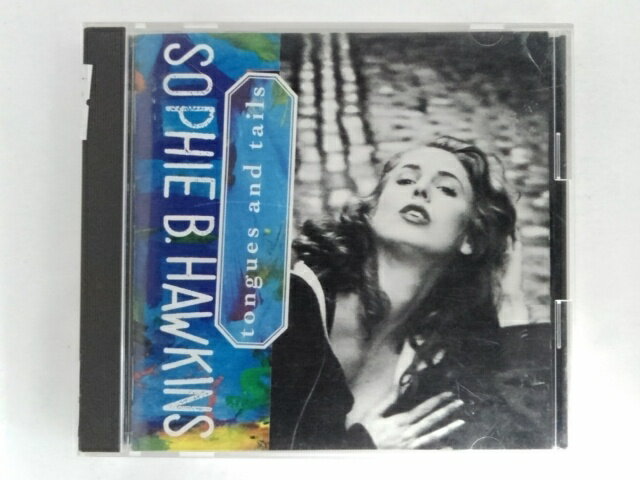 SOPHIE B. HAWKINS
tongues and tails